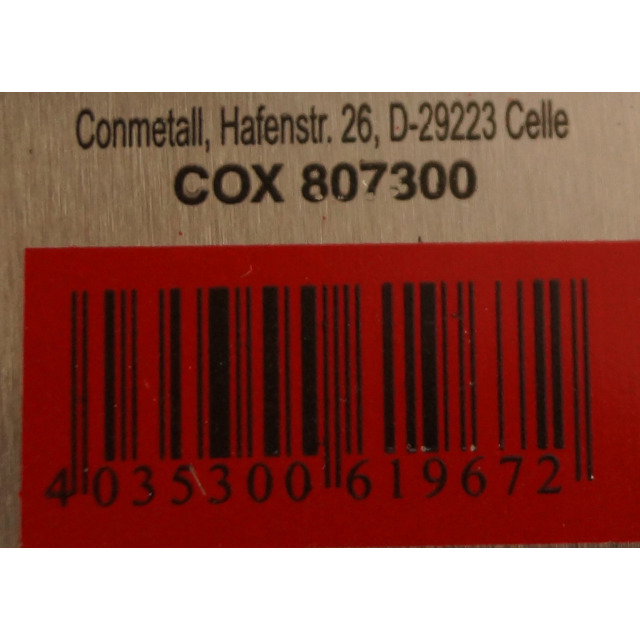 Conmetall, Hafenstr. 26, D-29223 Celle
COX 807300
4 035300 619672